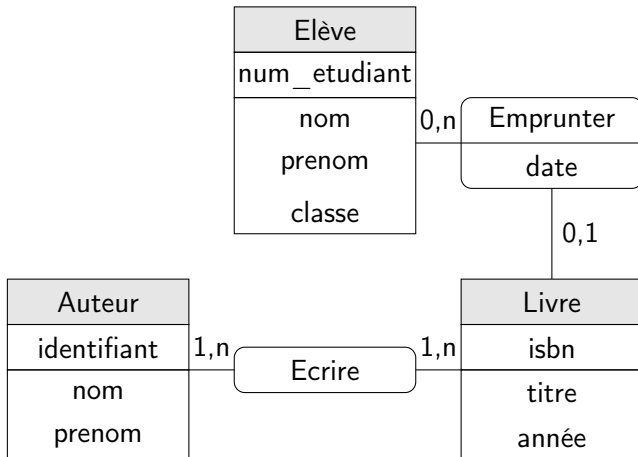 Elève
num_etudiant
nom
prenom
classe
0,n
Emprunter
date
0,1
Auteur
identifiant
nom
prenom
1,n
Ecrire
1,n
Livre
isbn
titre
année